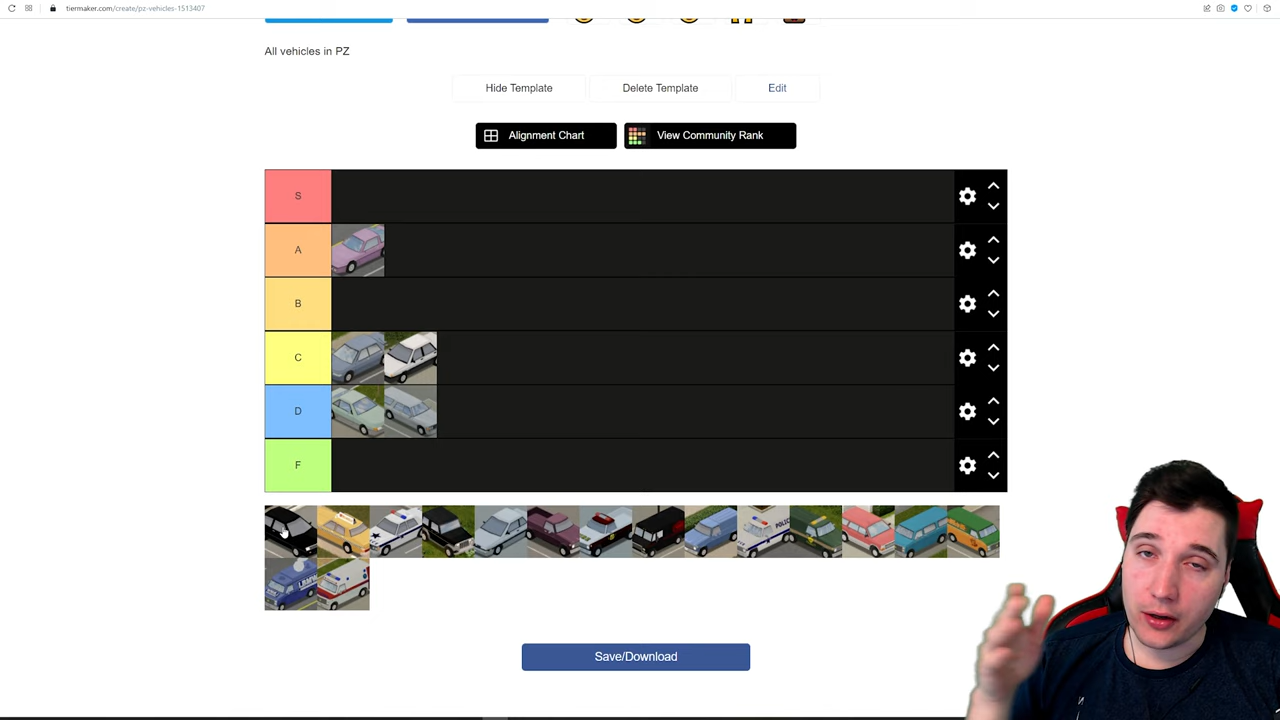 tiermaker.com/create/pz-vehicles-1513407
All vehicles in PZ
Hide Template
Delete Template
Edit
Alignment Chart
View Community Rank
S
A
B
C
D
F
POLICE
Save/Download